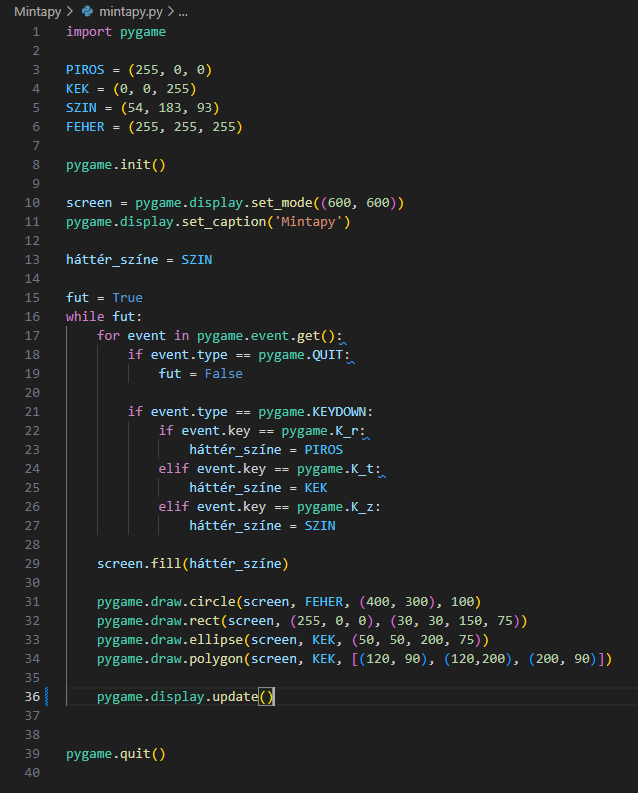 Mintapy > mintapy.py > ...
1 import pygame
2
3 PIROS = (255, 0, 0)
4 KEK = (0, 0, 255)
5 SZIN = (54, 183, 93)
6 FEHER = (255, 255, 255)
7
8 pygame.init()
9
10 screen = pygame.display.set_mode((600, 600))
11 pygame.display.set_caption('Mintapy')
12
13 háttér_színe = SZIN
14
15 fut = True
16 while fut:
17     for event in pygame.event.get():
18         if event.type == pygame.QUIT:
19             fut = False
20
21         if event.type == pygame.KEYDOWN:
22             if event.key == pygame.K_r:
23                 háttér_színe = PIROS
24             elif event.key == pygame.K_t:
25                 háttér_színe = KEK
26             elif event.key == pygame.K_z:
27                 háttér_színe = SZIN
28
29     screen.fill(háttér_színe)
30
31     pygame.draw.circle(screen, FEHER, (400, 300), 100)
32     pygame.draw.rect(screen, (255, 0, 0), (30, 30, 150, 75))
33     pygame.draw.ellipse(screen, KEK, (50, 50, 200, 75))
34     pygame.draw.polygon(screen, KEK, [(120, 90), (120,200), (200, 90)])
35
36     pygame.display.update()
37
38
39 pygame.quit()
40